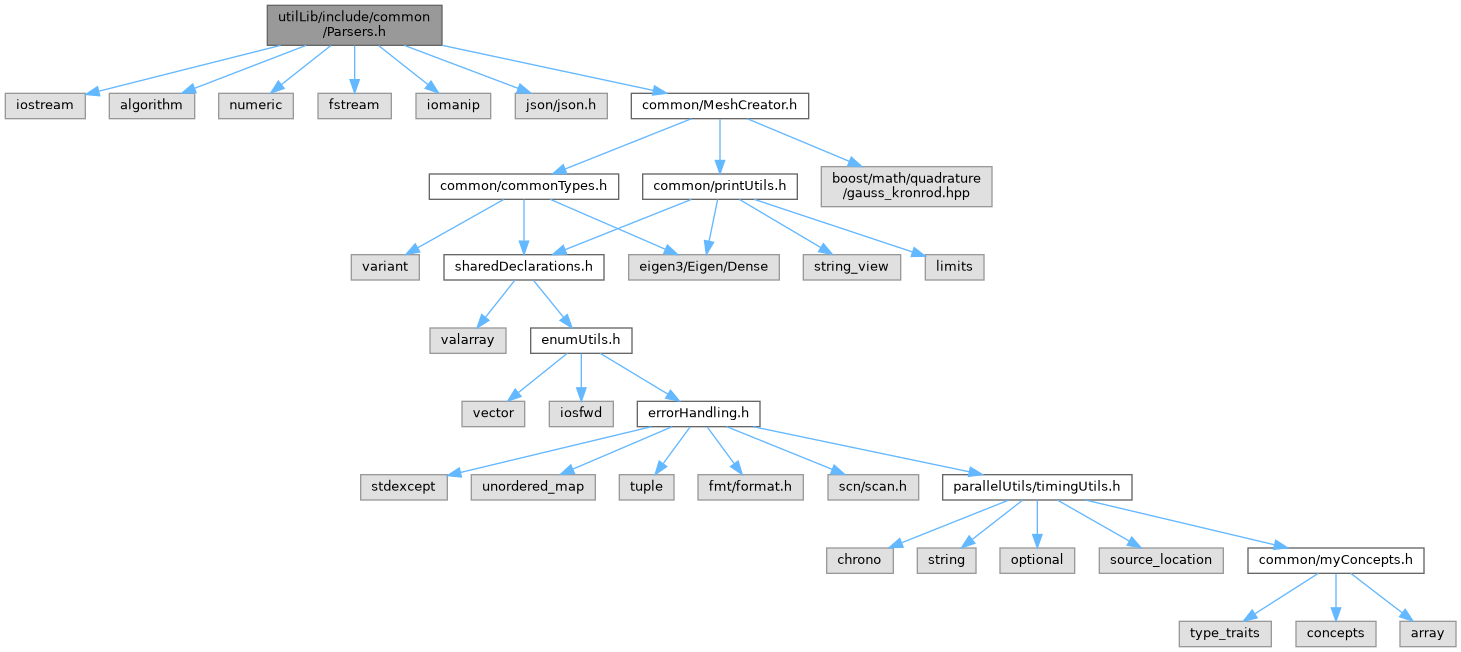 utilLib/include/common
/Parsers.h
iostream
algorithm
numeric
fstream
iomanip
json/json.h
common/MeshCreator.h
common/commonTypes.h
common/printUtils.h
boost/math/quadrature
/gauss_kronrod.hpp
variant
sharedDeclarations.h
eigen3/Eigen/Dense
string_view
limits
valarray
enumUtils.h
vector
iosfwd
errorHandling.h
stdexcept
unordered_map
tuple
fmt/format.h
scn/scan.h
parallelUtils/timingUtils.h
chrono
string
optional
source_location
common/myConcepts.h
type_traits
concepts
array